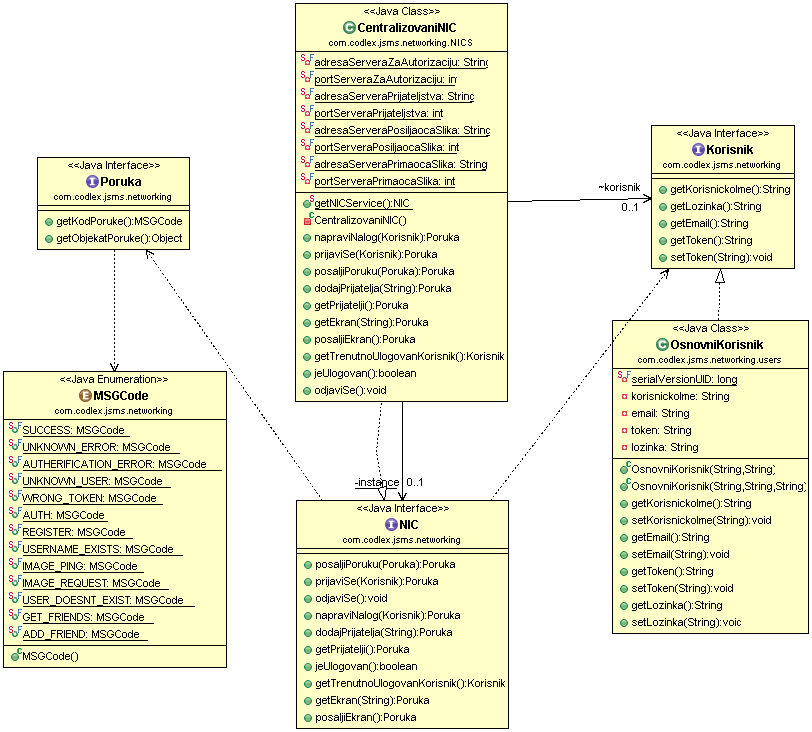 <<Java Class>>
CentralizovaniNIC
com.codlex.jsms.networking.NICS
adresaServeraZaAutorizaciju: String
portServeraZaAutorizaciju: int
adresaServeraPrijateljstva: String
portServeraPrijateljstva: int
adresaServeraPosiljaocaSlika: String
portServeraPosiljaocaSlika: int
adresaServeraPrimaocaSlika: String
portServeraPrimaocaSlika: int
getNICService():NIC
CentralizovaniNIC()
napraviNalog(Korisnik):Poruka
prijaviSe(Korisnik):Poruka
posaljiPoruku(Poruka):Poruka
dodajPrijatelja(String):Poruka
getPrijatelji():Poruka
getEkran(String):Poruka
posaljiEkran():Poruka
getTrenutnoUlogovanKorisnik():Korisnik
jeUlogovan():boolean
odjaviSe():void
<<Java Interface>>
Poruka
com.codlex.jsms.networking
getKodPoruke():MSGCode
getObjekatPoruke():Object
~korisnik
0..1
<<Java Interface>>
Korisnik
com.codlex.jsms.networking
getKorisnickoIme():String
getLozinka():String
getEmail():String
getToken():String
setToken(String):void
<<Java Class>>
OsnovniKorisnik
com.codlex.jsms.networking.users
serialVersionUID: long
korisnickoIme: String
email: String
token: String
lozinka: String
OsnovniKorisnik(String,String)
OsnovniKorisnik(String,String,String)
getKorisnickoIme():String
setKorisnickoIme(String):void
getEmail():String
setEmail(String):void
getToken():String
setToken(String):void
getLozinka():String
setLozinka(String):void
<<Java Enumeration>>
MSGCode
com.codlex.jsms.networking
SUCCESS: MSGCode
UNKNOWN_ERROR: MSGCode
AUTHERIFICATION_ERROR: MSGCode
UNKNOWN_USER: MSGCode
WRONG_TOKEN: MSGCode
AUTH: MSGCode
REGISTER: MSGCode
USERNAME_EXISTS: MSGCode
IMAGE_PING: MSGCode
IMAGE_REQUEST: MSGCode
USER_DOESNT_EXIST: MSGCode
GET_FRIENDS: MSGCode
ADD_FRIEND: MSGCode
MSGCode()
-instance
0..1
<<Java Interface>>
NIC
com.codlex.jsms.networking
posaljiPoruku(Poruka):Poruka
prijaviSe(Korisnik):Poruka
odjaviSe():void
napraviNalog(Korisnik):Poruka
dodajPrijatelja(String):Poruka
getPrijatelji():Poruka
jeUlogovan():boolean
getTrenutnoUlogovanKorisnik():Korisnik
getEkran(String):Poruka
posaljiEkran():Poruka